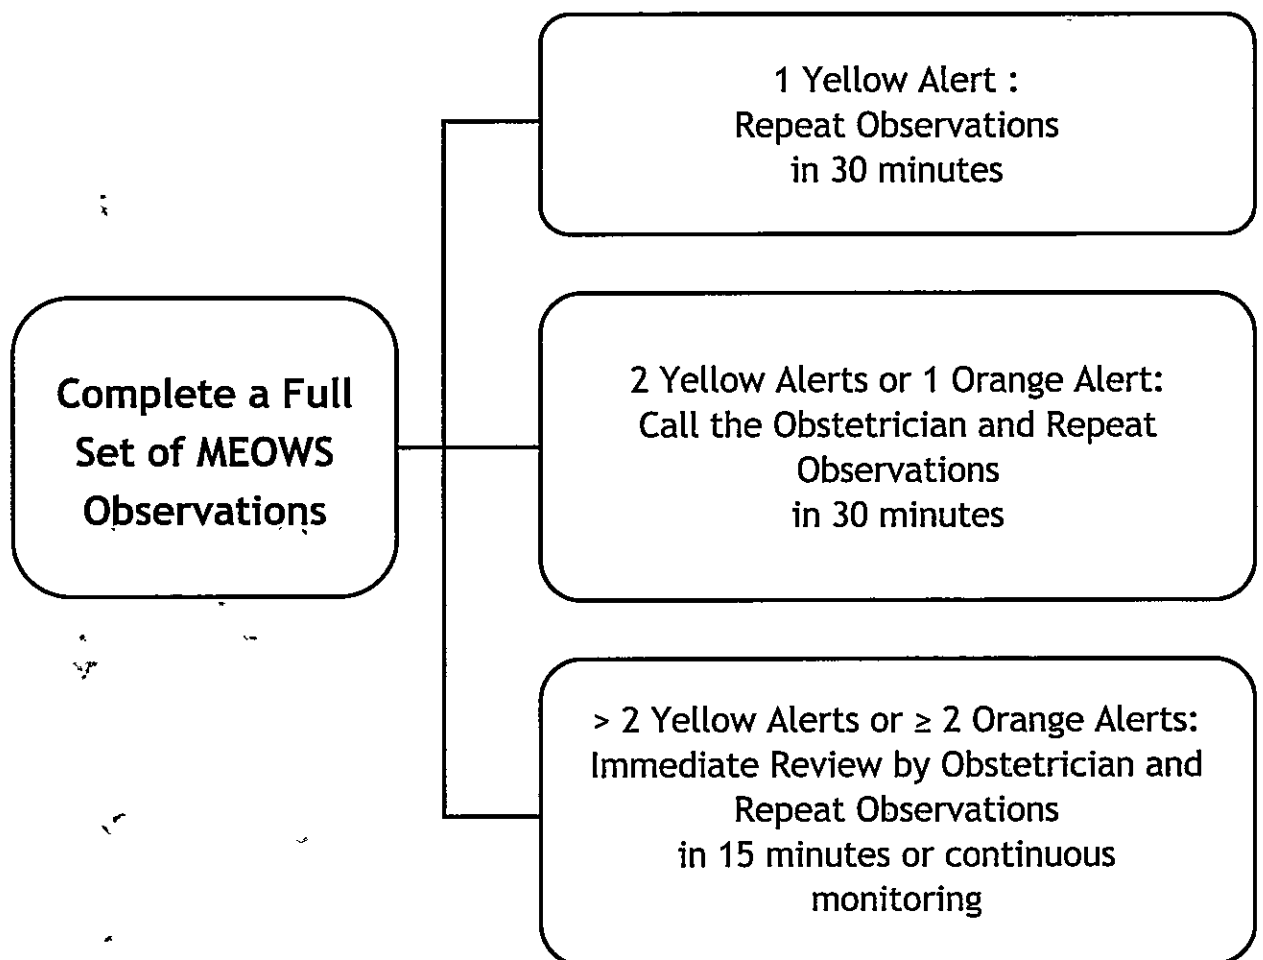 1 Yellow Alert :
Repeat Observations
in 30 minutes
Complete a Full
Set of MEOWS
Observations
2 Yellow Alerts or 1 Orange Alert:
Call the Obstetrician and Repeat
Observations
in 30 minutes
> 2 Yellow Alerts or ≥ 2 Orange Alerts:
Immediate Review by Obstetrician and
Repeat Observations
in 15 minutes or continuous
monitoring